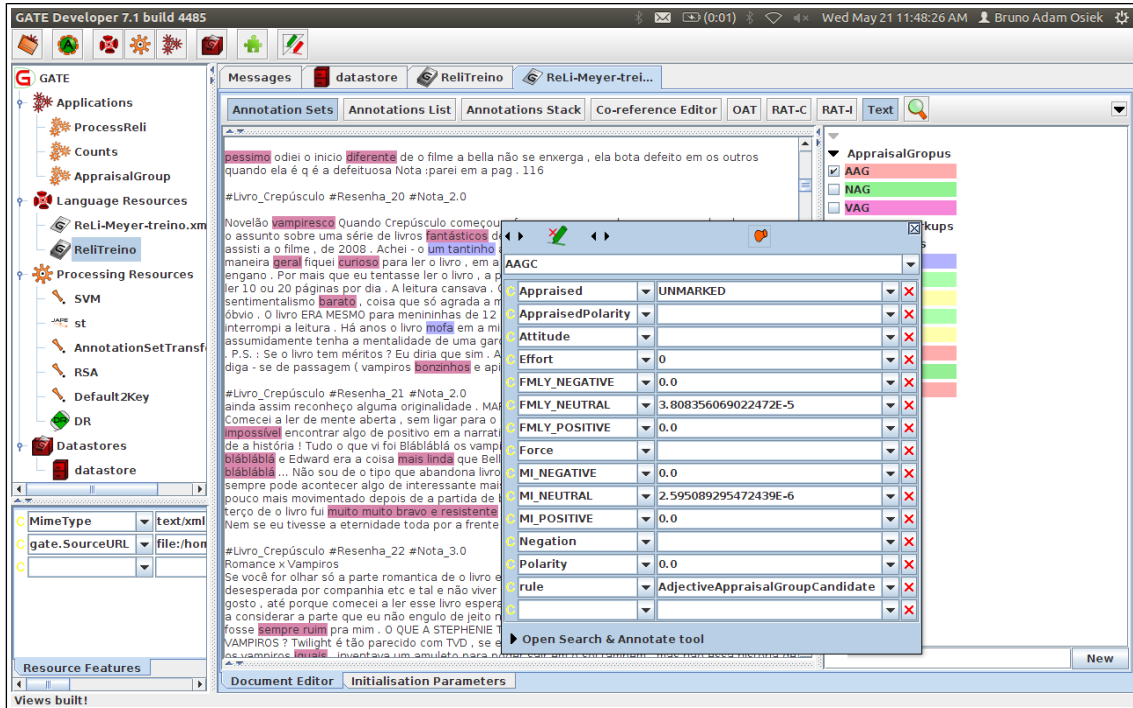 GATE Developer 7.1 build 4485
(0:01)
Wed May 21 11:48:26 AM
Bruno Adam Osiek
GATE
Applications
ProcessReli
Counts
AppraisalGroup
Language Resources
ReLi-Meyer-treino.xm
ReliTreino
Processing Resources
SVM
JAPE st
AnnotationSetTransf
RSA
Default2Key
DR DR
Datastores
datastore
C MimeType text/xml
C gate.SourceURL file:/hom
C
Resource Features
Views built!
Messages datastore ReliTreino ReLi-Meyer-trei...
Annotation Sets Annotations List Annotations Stack Co-reference Editor OAT RAT-C RAT-I Text
pessimo odiei o inicio diferente de o filme a bella não se enxerga , ela bota defeito em os outros
quando ela é q é a defeituosa Nota :parei em a pag . 116
#Livro_Crepúsculo #Resenha_20 #Nota_2.0
Novelão vampiresco Quando Crepúsculo começou
o assunto sobre uma série de livros fantásticos de
assisti a o filme , de 2008 . Achei - o um tantinho
maneira geral fiquei curioso para ler o livro , em a
engano . Por mais que eu tentasse ler o livro , a p
ler 10 ou 20 páginas por dia . A leitura cansava .
sentimentalismo barato , coisa que só agrada a m
óbvio . O livro ERA MESMO para menininhas de 12
interrompi a leitura . Há anos o livro mofa em a mi
assumidamente tenha a mentalidade de uma garo
. P.S. : Se o livro tem méritos ? Eu diria que sim . A
diga - se de passagem ( vampiros bonzinhos e api
#Livro_Crepúsculo #Resenha_21 #Nota_2.0
ainda assim reconheço alguma originalidade . MAR
Comecei a ler de mente aberta , sem ligar para o
impossível encontrar algo de positivo em a narrati
de a história ! Tudo o que vi foi Bláblábla os vampi
blábláblá e Edward era a coisa mais linda que Bell
blábláblá ... Não sou de o tipo que abandona livro
sempre pode acontecer algo de interessante mais
pouco mais movimentado depois de a partida de b
terço de o livro fui muito muito bravo e resistente
Nem se eu tivesse a eternidade toda por a frente
#Livro_Crepúsculo #Resenha_22 #Nota_3.0
Romance x Vampiros
Se você for olhar só a parte romantica de o livro e
desesperada por companhia etc e tal e não viver
gosto , até porque comecei a ler esse livro espera
a considerar a parte que eu não engulo de jeito n
fosse sempre ruim pra mim . O QUE A STEPHENIE T
VAMPIROS ? Twilight é tão parecido com TVD , se e
os vampiros iguais
Document Editor Initialisation Parameters
AppraisalGropus
AAG
NAG
VAG
kups
s
AAGC
C Appraised UNMARKED
C AppraisedPolarity
C Attitude
C Effort 0
C FMLY_NEGATIVE 0.0
C FMLY_NEUTRAL 3.808356069022472E-5
C FMLY_POSITIVE 0.0
C Force
C MI_NEGATIVE 0.0
C MI_NEUTRAL 2.595089295472439E-6
C MI_POSITIVE 0.0
C Negation
C Polarity 0.0
C rule AdjectiveAppraisalGroupCandidate
C
Open Search & Annotate tool
New